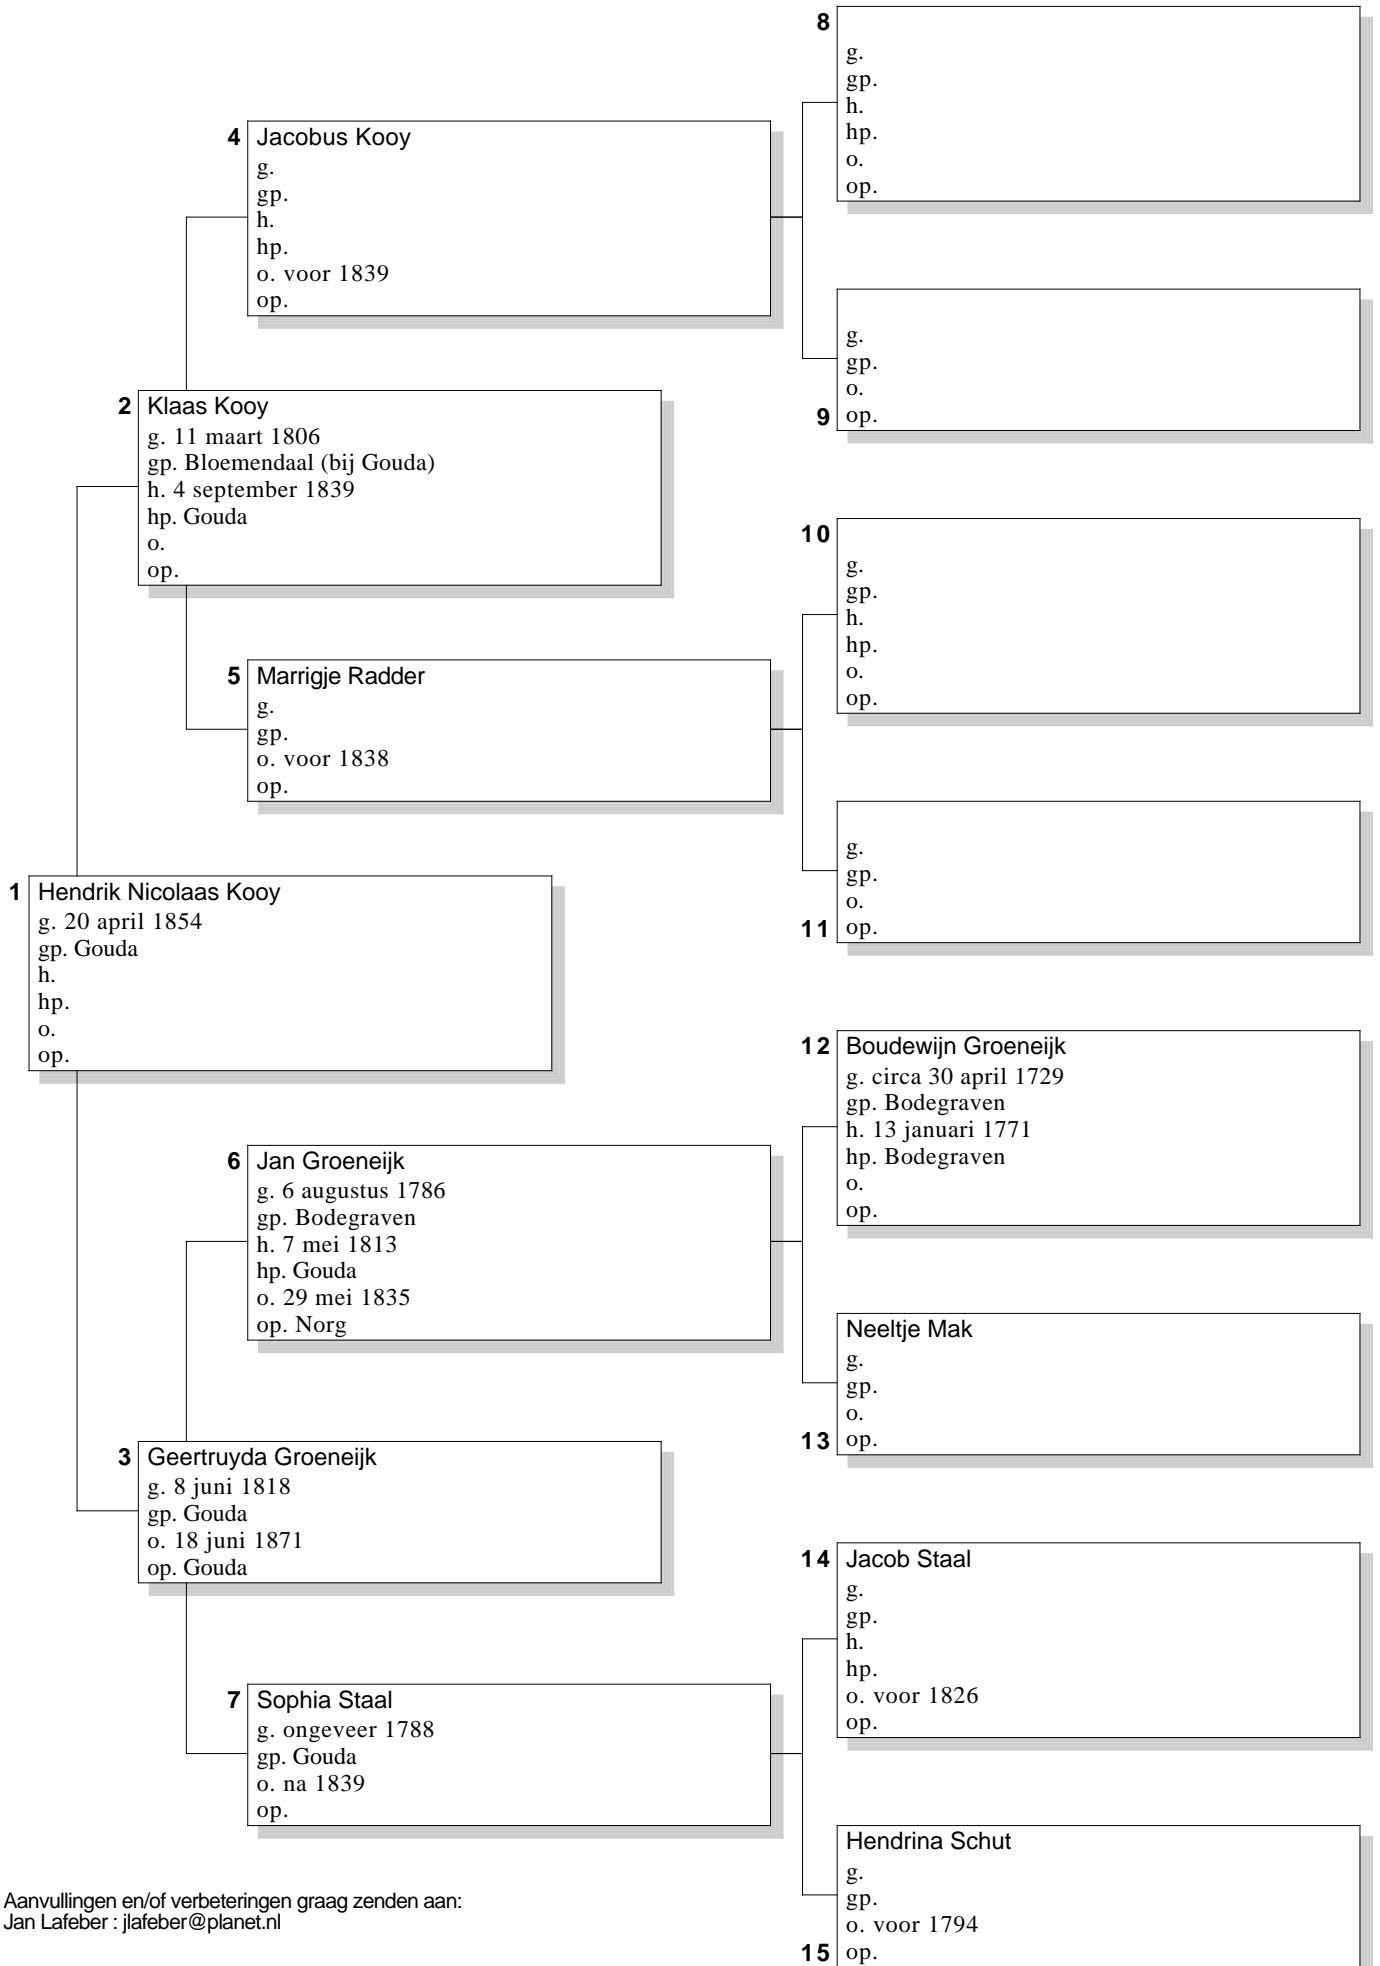 8
g.
gp.
h.
hp.
o.
op.
4 Jacobus Kooy
g.
gp.
h.
hp.
o. voor 1839
op.
g.
gp.
o.
9 op.
2 Klaas Kooy
g. 11 maart 1806
gp. Bloemendaal (bij Gouda)
h. 4 september 1839
hp. Gouda
o.
op.
10
g.
gp.
h.
hp.
o.
op.
5 Marrigje Radder
g.
gp.
o. voor 1838
op.
g.
gp.
o.
11 op.
1 Hendrik Nicolaas Kooy
g. 20 april 1854
gp. Gouda
h.
hp.
o.
op.
12 Boudewijn Groeneijk
g. circa 30 april 1729
gp. Bodegraven
h. 13 januari 1771
hp. Bodegraven
o.
op.
6 Jan Groeneijk
g. 6 augustus 1786
gp. Bodegraven
h. 7 mei 1813
hp. Gouda
o. 29 mei 1835
op. Norg
Neeltje Mak
g.
gp.
o.
13 op.
3 Geertruyda Groeneijk
g. 8 juni 1818
gp. Gouda
o. 18 juni 1871
op. Gouda
14 Jacob Staal
g.
gp.
h.
hp.
o. voor 1826
op.
7 Sophia Staal
g. ongeveer 1788
gp. Gouda
o. na 1839
op.
Hendrina Schut
g.
gp.
o. voor 1794
15 op.
Aanvullingen en/of verbeteringen graag zenden aan:
Jan Lafeber : jlafeber@planet.nl